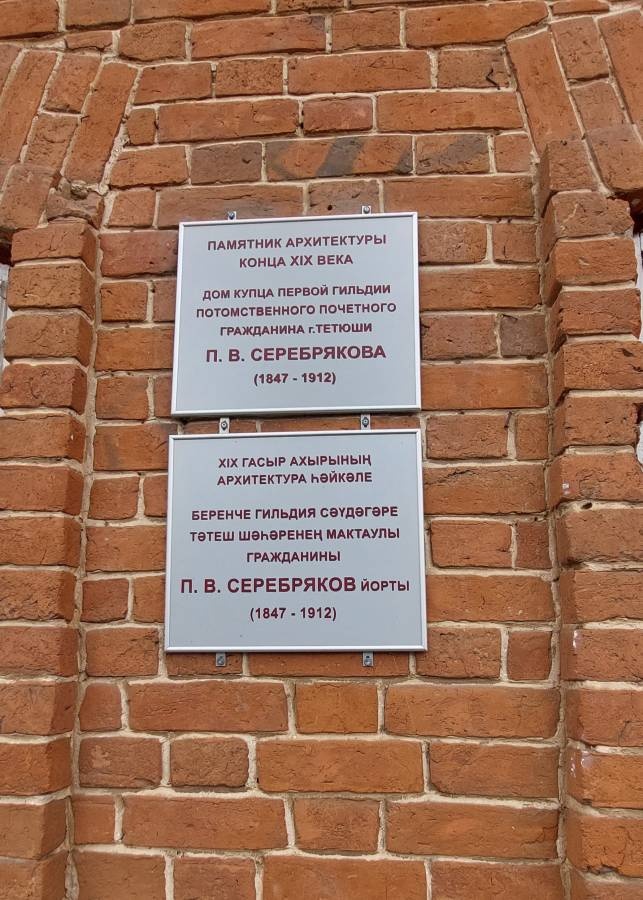 ПАМЯТНИК АРХИТЕКТУРЫ
КОНЦА XIX ВЕКА
ДОМ КУПЦА ПЕРВОЙ ГИЛЬДИИ
ПОТОМСТВЕННОГО ПОЧЕТНОГО
ГРАЖДАНИНА г.ТЕТЮШИ
П. В. СЕРЕБРЯКОВА
(1847 - 1912)
XIX ГАСЫР АХЫРЫНЫҢ
АРХИТЕКТУРА ҺӘЙКӘЛЕ
БЕРЕНЧЕ ГИЛЬДИЯ СӘҮДӘГӘРЕ
ТӘТЕШ ШӘҺӘРЕНЕҢ МАКТАУЛЫ
ГРАЖДАНИНЫ
П. В. СЕРЕБРЯКОВ ЙОРТЫ
(1847 - 1912)